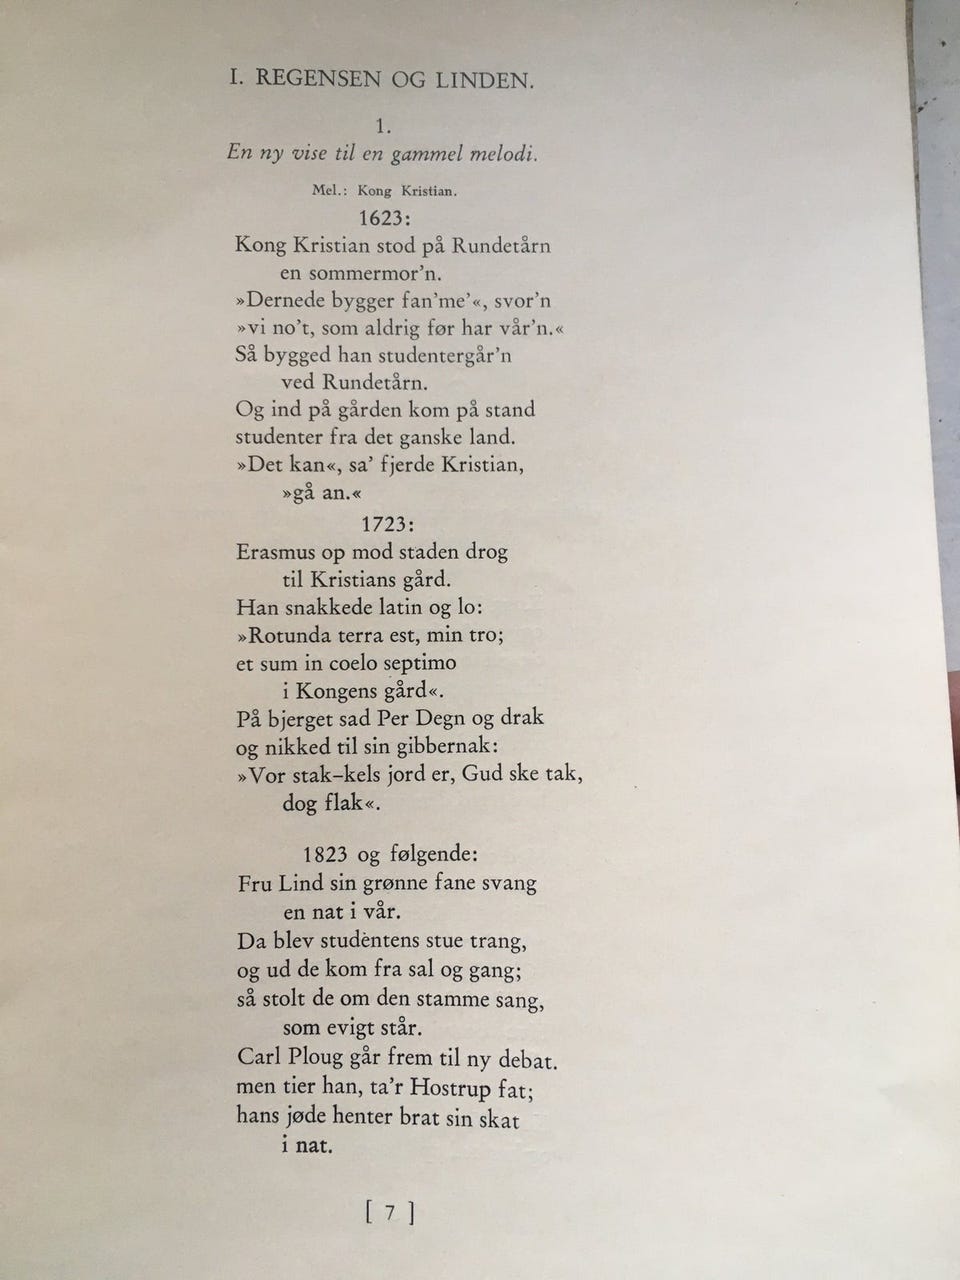 I. REGENSEN OG LINDEN.
1.
En ny vise til en gammel melodi.
Mel.: Kong Kristian.
1623:
Kong Kristian stod på Rundetårn
en sommermor'n.
»Dernede bygger fan'me'«, svor'n
»vi no't, som aldrig før har vår'n.«
Så bygged han studentergår'n
ved Rundetårn.
Og ind på gården kom på stand
studenter fra det ganske land.
»Det kan«, sa' fjerde Kristian,
»gå an.«
1723:
Erasmus op mod staden drog
til Kristians gård.
Han snakkede latin og lo:
»Rotunda terra est, min tro;
et sum in coelo septimo
i Kongens gård«.
På bjerget sad Per Degn og drak
og nikked til sin gibbernak:
»Vor stak–kels jord er, Gud ske tak,
dog flak«.
1823 og følgende:
Fru Lind sin grønne fane svang
en nat i vår.
Da blev studèntens stue trang,
og ud de kom fra sal og gang;
så stolt de om den stamme sang,
som evigt står.
Carl Ploug går frem til ny debat.
men tier han, ta'r Hostrup fat;
hans jøde henter brat sin skat
i nat.
[ 7 ]